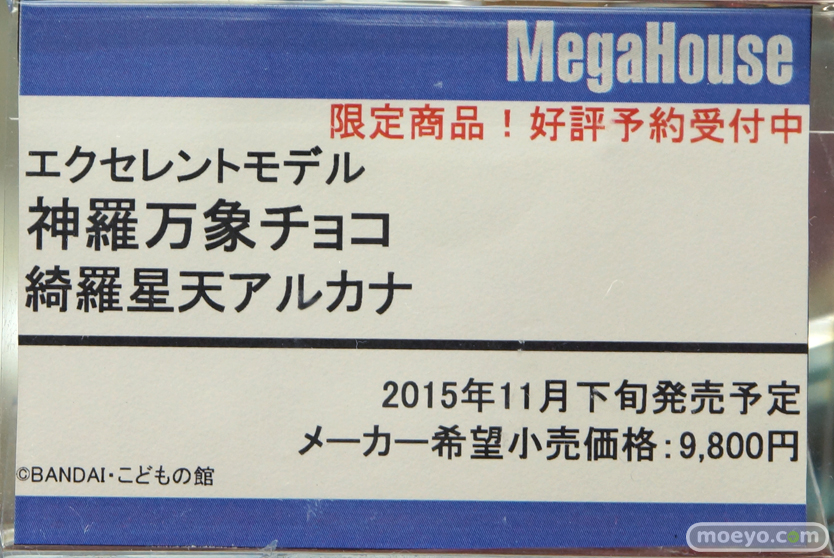 MegaHouse
限定商品！好評予約受付中
エクセレントモデル
神羅万象チョコ
綺羅星天アルカナ
2015年11月下旬発売予定
メーカー希望小売価格：9,800円
©BANDAI・こどもの館
moeyo.com